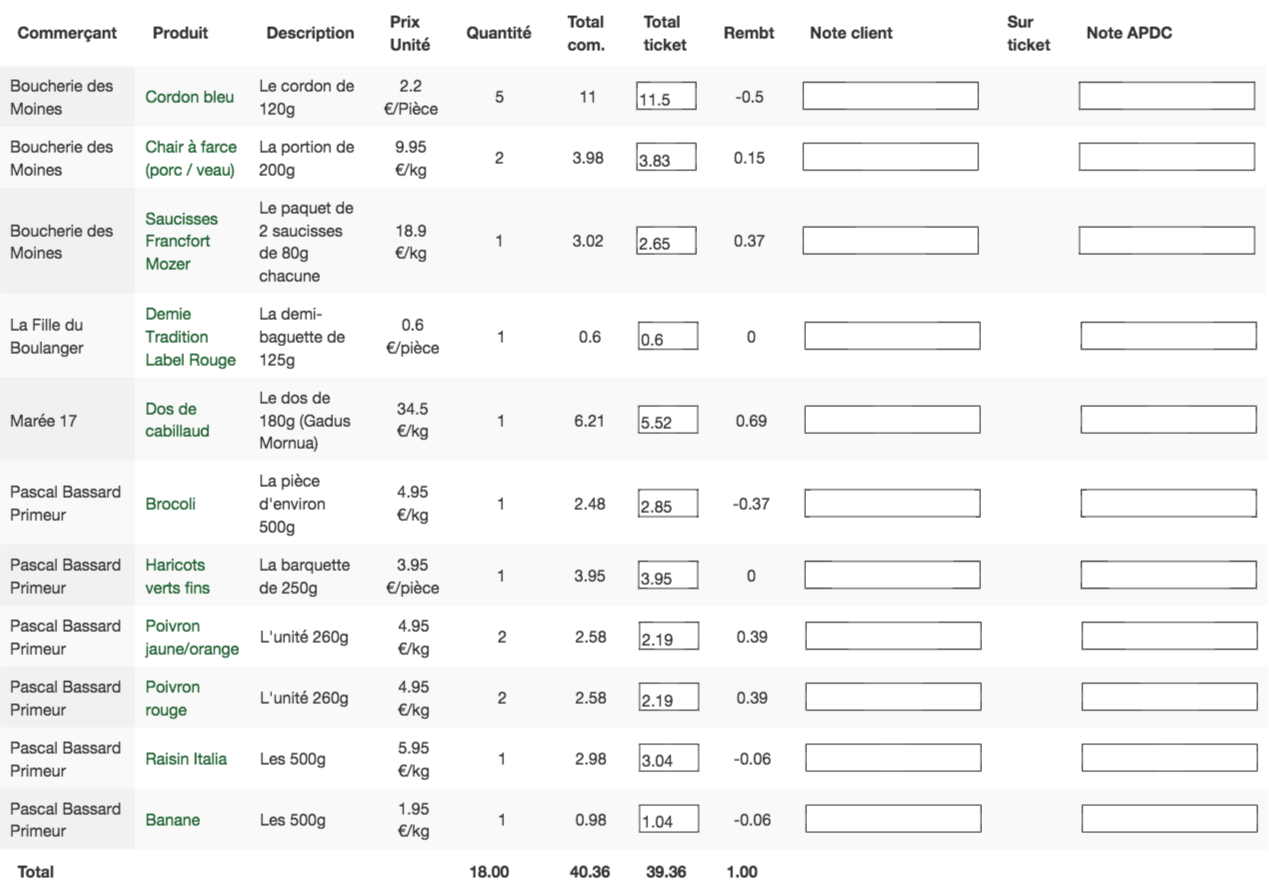 Commerçant Produit Description Prix Unité Quantité Total com. Total ticket Rembt Note client Sur ticket Note APDC
Boucherie des Moines Cordon bleu Le cordon de 120g 2.2 €/Pièce 5 11 11.5 -0.5
Boucherie des Moines Chair à farce (porc / veau) La portion de 200g 9.95 €/kg 2 3.98 3.83 0.15
Boucherie des Moines Saucisses Francfort Mozer Le paquet de 2 saucisses de 80g chacune 18.9 €/kg 1 3.02 2.65 0.37
La Fille du Boulanger Demie Tradition Label Rouge La demi-baguette de 125g 0.6 €/pièce 1 0.6 0.6 0
Marée 17 Dos de cabillaud Le dos de 180g (Gadus Mornua) 34.5 €/kg 1 6.21 5.52 0.69
Pascal Bassard Primeur Brocoli La pièce d'environ 500g 4.95 €/kg 1 2.48 2.85 -0.37
Pascal Bassard Primeur Haricots verts fins La barquette de 250g 3.95 €/pièce 1 3.95 3.95 0
Pascal Bassard Primeur Poivron jaune/orange L'unité 260g 4.95 €/kg 2 2.58 2.19 0.39
Pascal Bassard Primeur Poivron rouge L'unité 260g 4.95 €/kg 2 2.58 2.19 0.39
Pascal Bassard Primeur Raisin Italia Les 500g 5.95 €/kg 1 2.98 3.04 -0.06
Pascal Bassard Primeur Banane Les 500g 1.95 €/kg 1 0.98 1.04 -0.06
Total 18.00 40.36 39.36 1.00